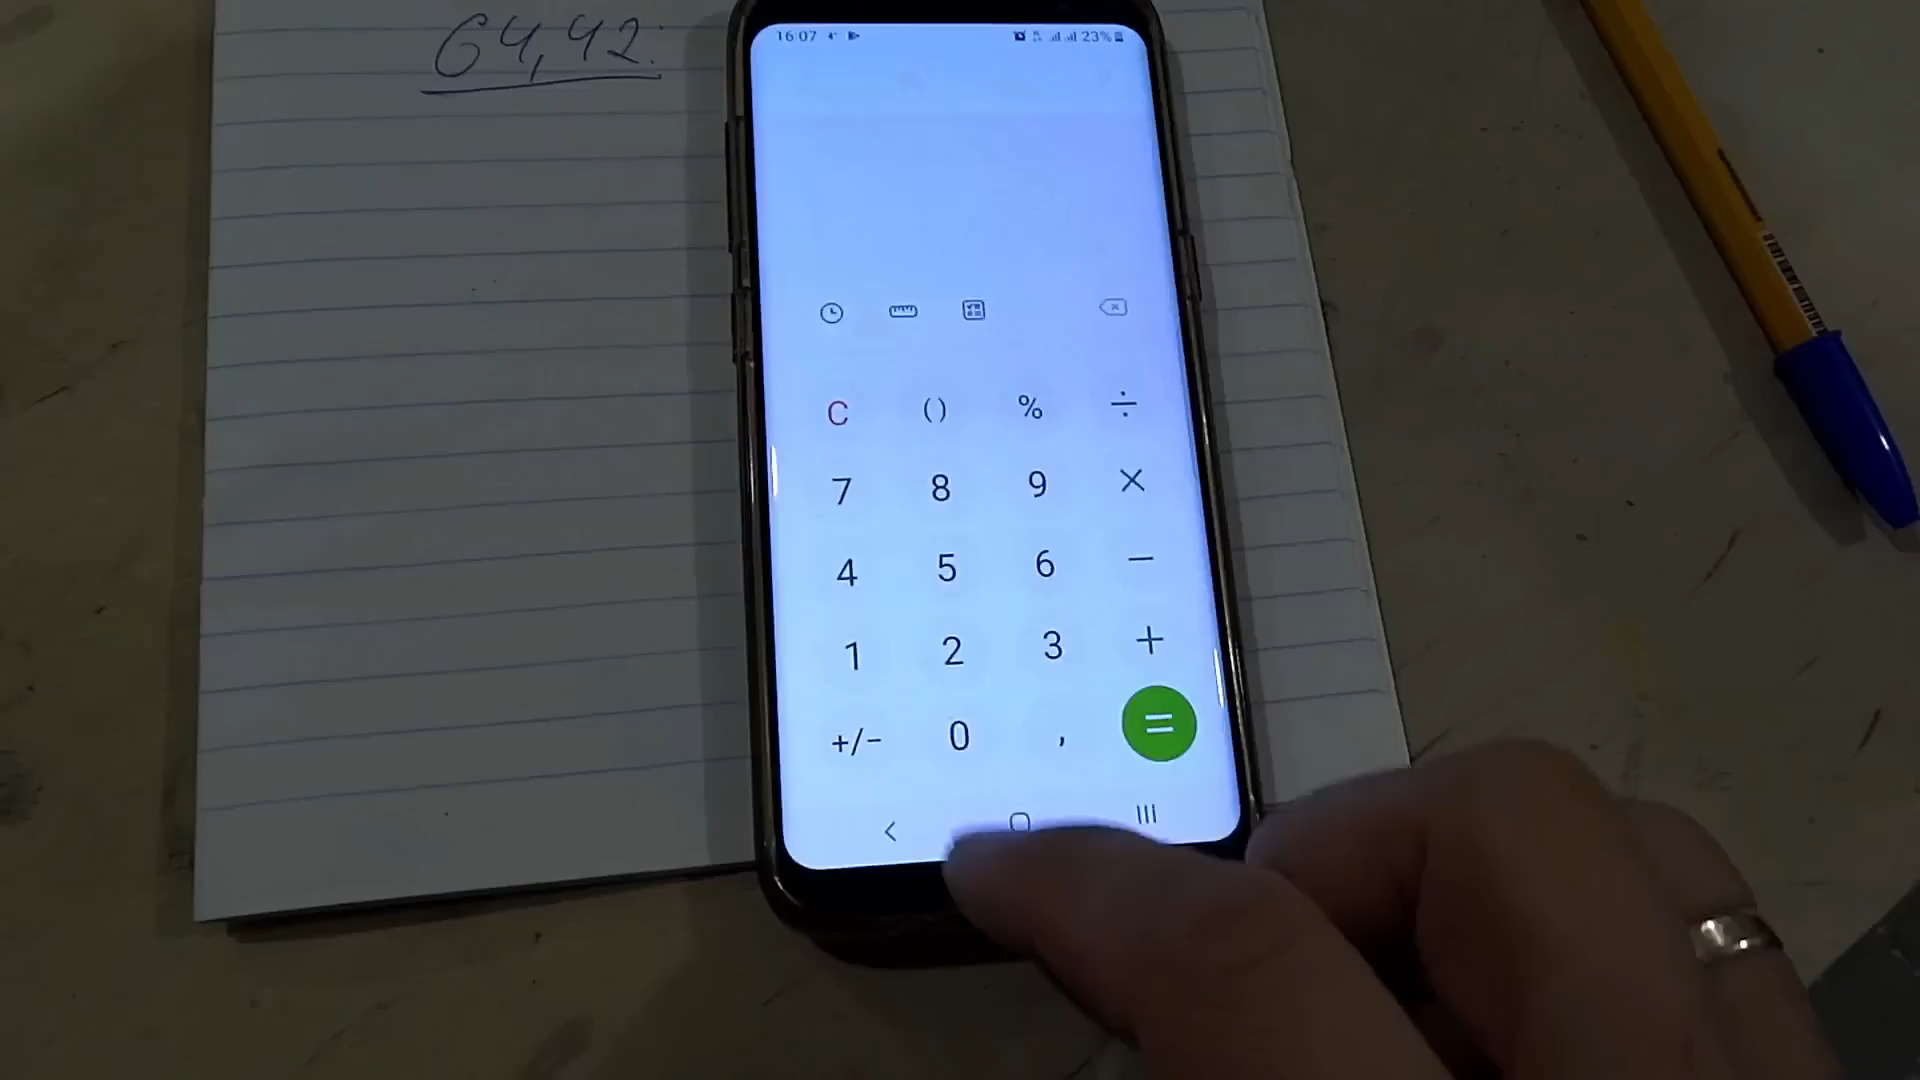 64,42
16:07 23%
C () % ÷
7 8 9 ×
4 5 6 −
1 2 3 +
+/− 0 , =